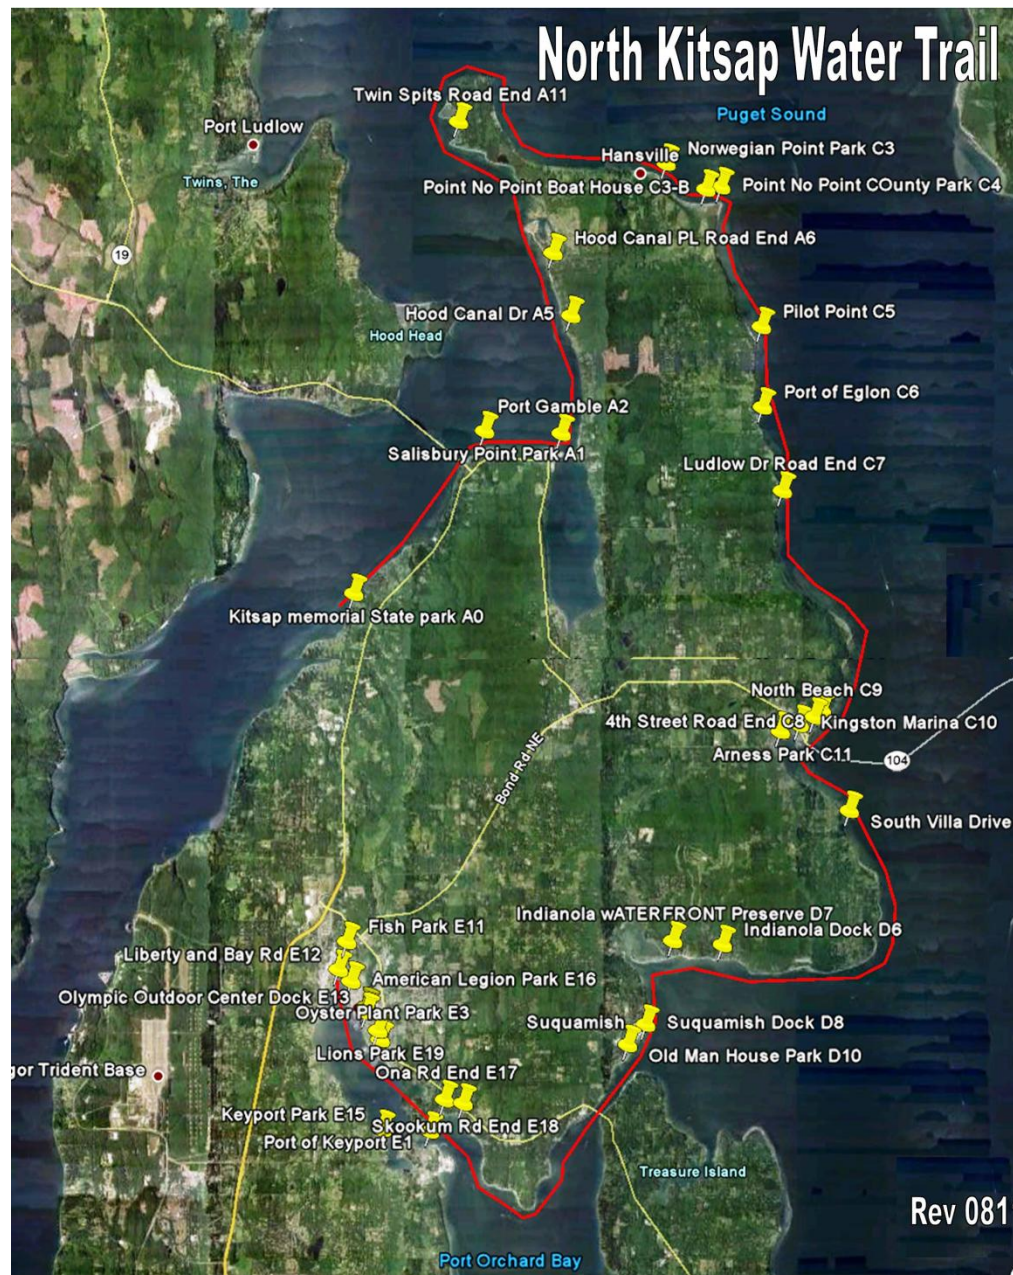 North Kitsap Water Trail
Twin Spits Road End A11
Puget Sound
Port Ludlow
Norwegian Point Park C3
Hansville
Twins, The
Point No Point Boat House C3-B
Point No Point COunty Park C4
Hood Canal PL Road End A6
19
Hood Canal Dr A5
Pilot Point C5
Hood Head
Port of Eglon C6
Port Gamble A2
Salisbury Point Park A1
Ludlow Dr Road End C7
Kitsap memorial State park A0
North Beach C9
4th Street Road End C8
Kingston Marina C10
Arness Park C11
104
Bond Rd NE
South Villa Drive
Indianola wATERFRONT Preserve D7
Fish Park E11
Indianola Dock D6
Liberty and Bay Rd E12
American Legion Park E16
Olympic Outdoor Center Dock E13
Oyster Plant Park E3
Suquamish
Suquamish Dock D8
Lions Park E19
Old Man House Park D10
gor Trident Base
Ona Rd End E17
Keyport Park E15
Skookum Rd End E18
Port of Keyport E1
Treasure Island
Rev 081
Port Orchard Bay